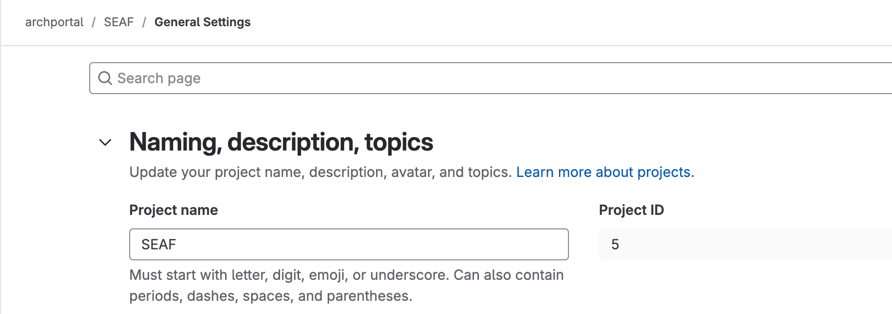 archportal / SEAF / General Settings
Search page
Naming, description, topics
Update your project name, description, avatar, and topics. Learn more about projects.
Project name
Project ID
SEAF
5
Must start with letter, digit, emoji, or underscore. Can also contain
periods, dashes, spaces, and parentheses.